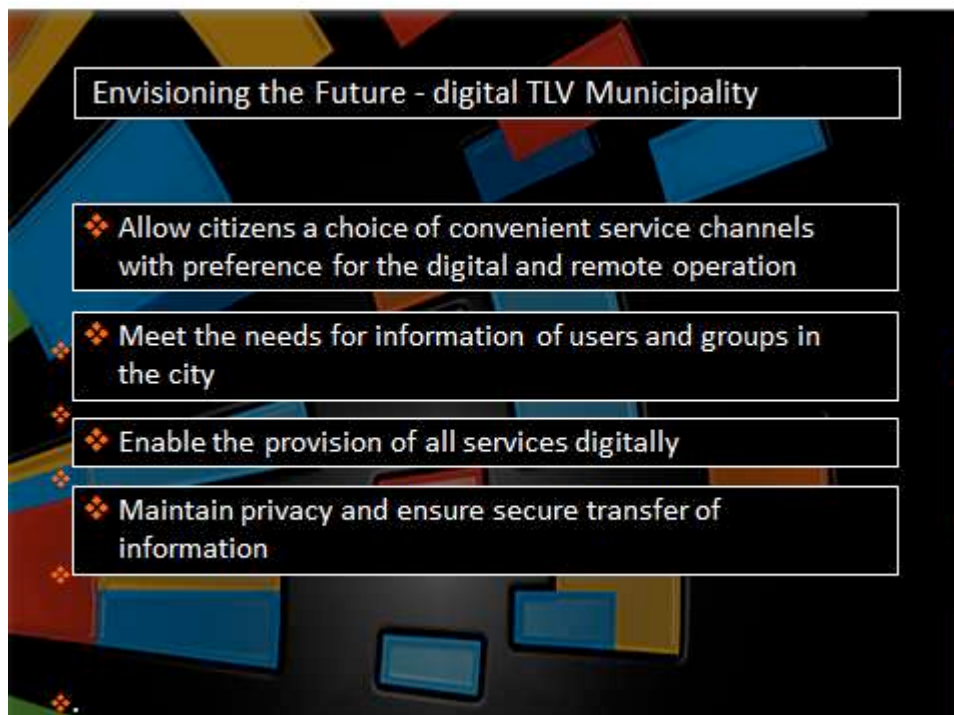 Envisioning the Future - digital TLV Municipality
❖ Allow citizens a choice of convenient service channels
with preference for the digital and remote operation
❖ Meet the needs for information of users and groups in
the city
❖ Enable the provision of all services digitally
❖ Maintain privacy and ensure secure transfer of
information
❖.